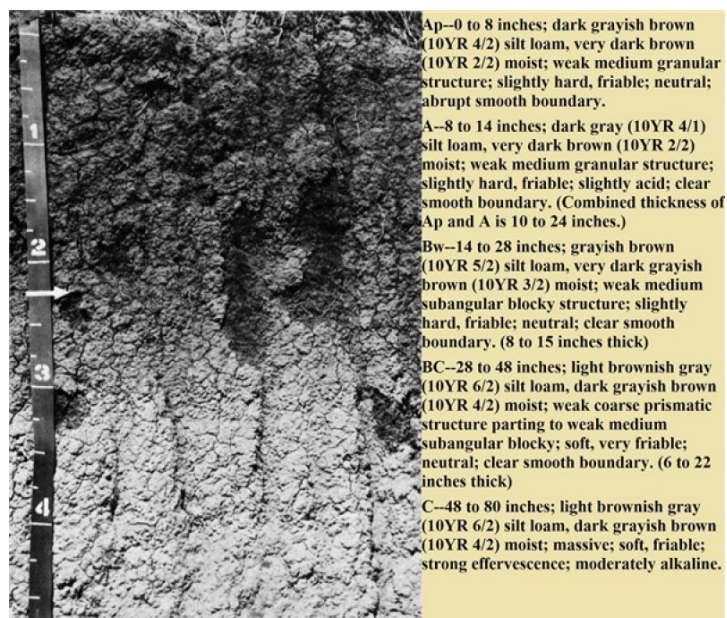 1
2
3
4
Ap--0 to 8 inches; dark grayish brown
(10YR 4/2) silt loam, very dark brown
(10YR 2/2) moist; weak medium granular
structure; slightly hard, friable; neutral;
abrupt smooth boundary.
A--8 to 14 inches; dark gray (10YR 4/1)
silt loam, very dark brown (10YR 2/2)
moist; weak medium granular structure;
slightly hard, friable; slightly acid; clear
smooth boundary. (Combined thickness of
Ap and A is 10 to 24 inches.)
Bw--14 to 28 inches; grayish brown
(10YR 5/2) silt loam, very dark grayish
brown (10YR 3/2) moist; weak medium
subangular blocky structure; slightly
hard, friable; neutral; clear smooth
boundary. (8 to 15 inches thick)
BC--28 to 48 inches; light brownish gray
(10YR 6/2) silt loam, dark grayish brown
(10YR 4/2) moist; weak coarse prismatic
structure parting to weak medium
subangular blocky; soft, very friable;
neutral; clear smooth boundary. (6 to 22
inches thick)
C--48 to 80 inches; light brownish gray
(10YR 6/2) silt loam, dark grayish brown
(10YR 4/2) moist; massive; soft, friable;
strong effervescence; moderately alkaline.